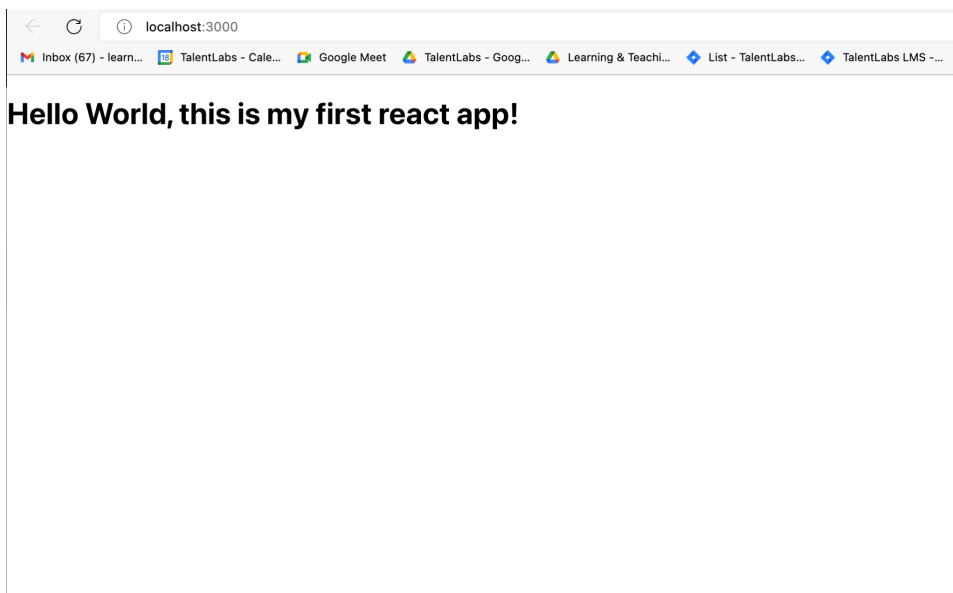 localhost:3000
Inbox (67) - learn... 18 TalentLabs - Cale... Google Meet TalentLabs - Goog... Learning & Teachi... List - TalentLabs... TalentLabs LMS -...
Hello World, this is my first react app!